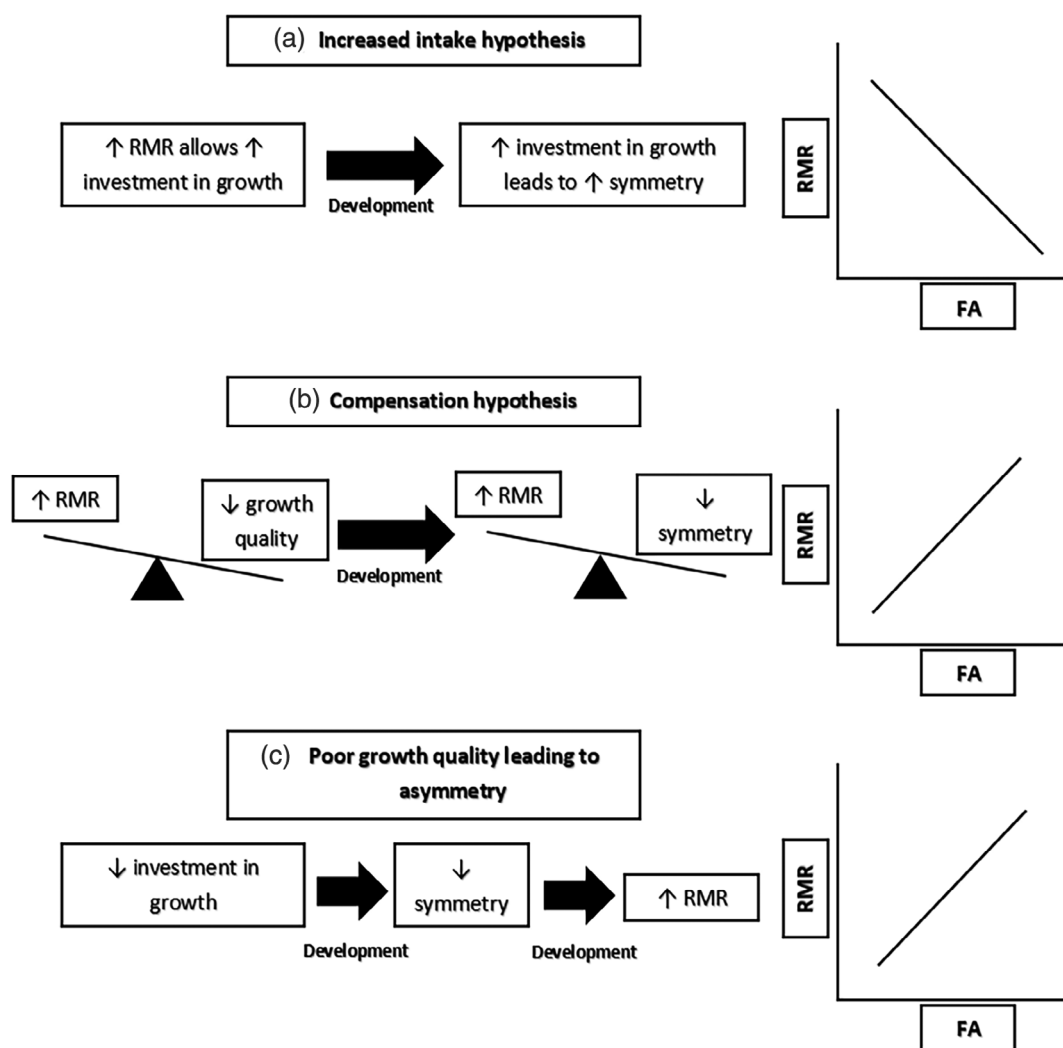 (a) Increased intake hypothesis
↑ RMR allows ↑
investment in growth
Development
↑ investment in growth
leads to ↑ symmetry
RMR
FA
(b) Compensation hypothesis
↑ RMR
↓ growth
quality
Development
↑ RMR
↓
symmetry
RMR
FA
(c) Poor growth quality leading to
asymmetry
↓ investment in
growth
Development
↓
symmetry
Development
↑ RMR
RMR
FA